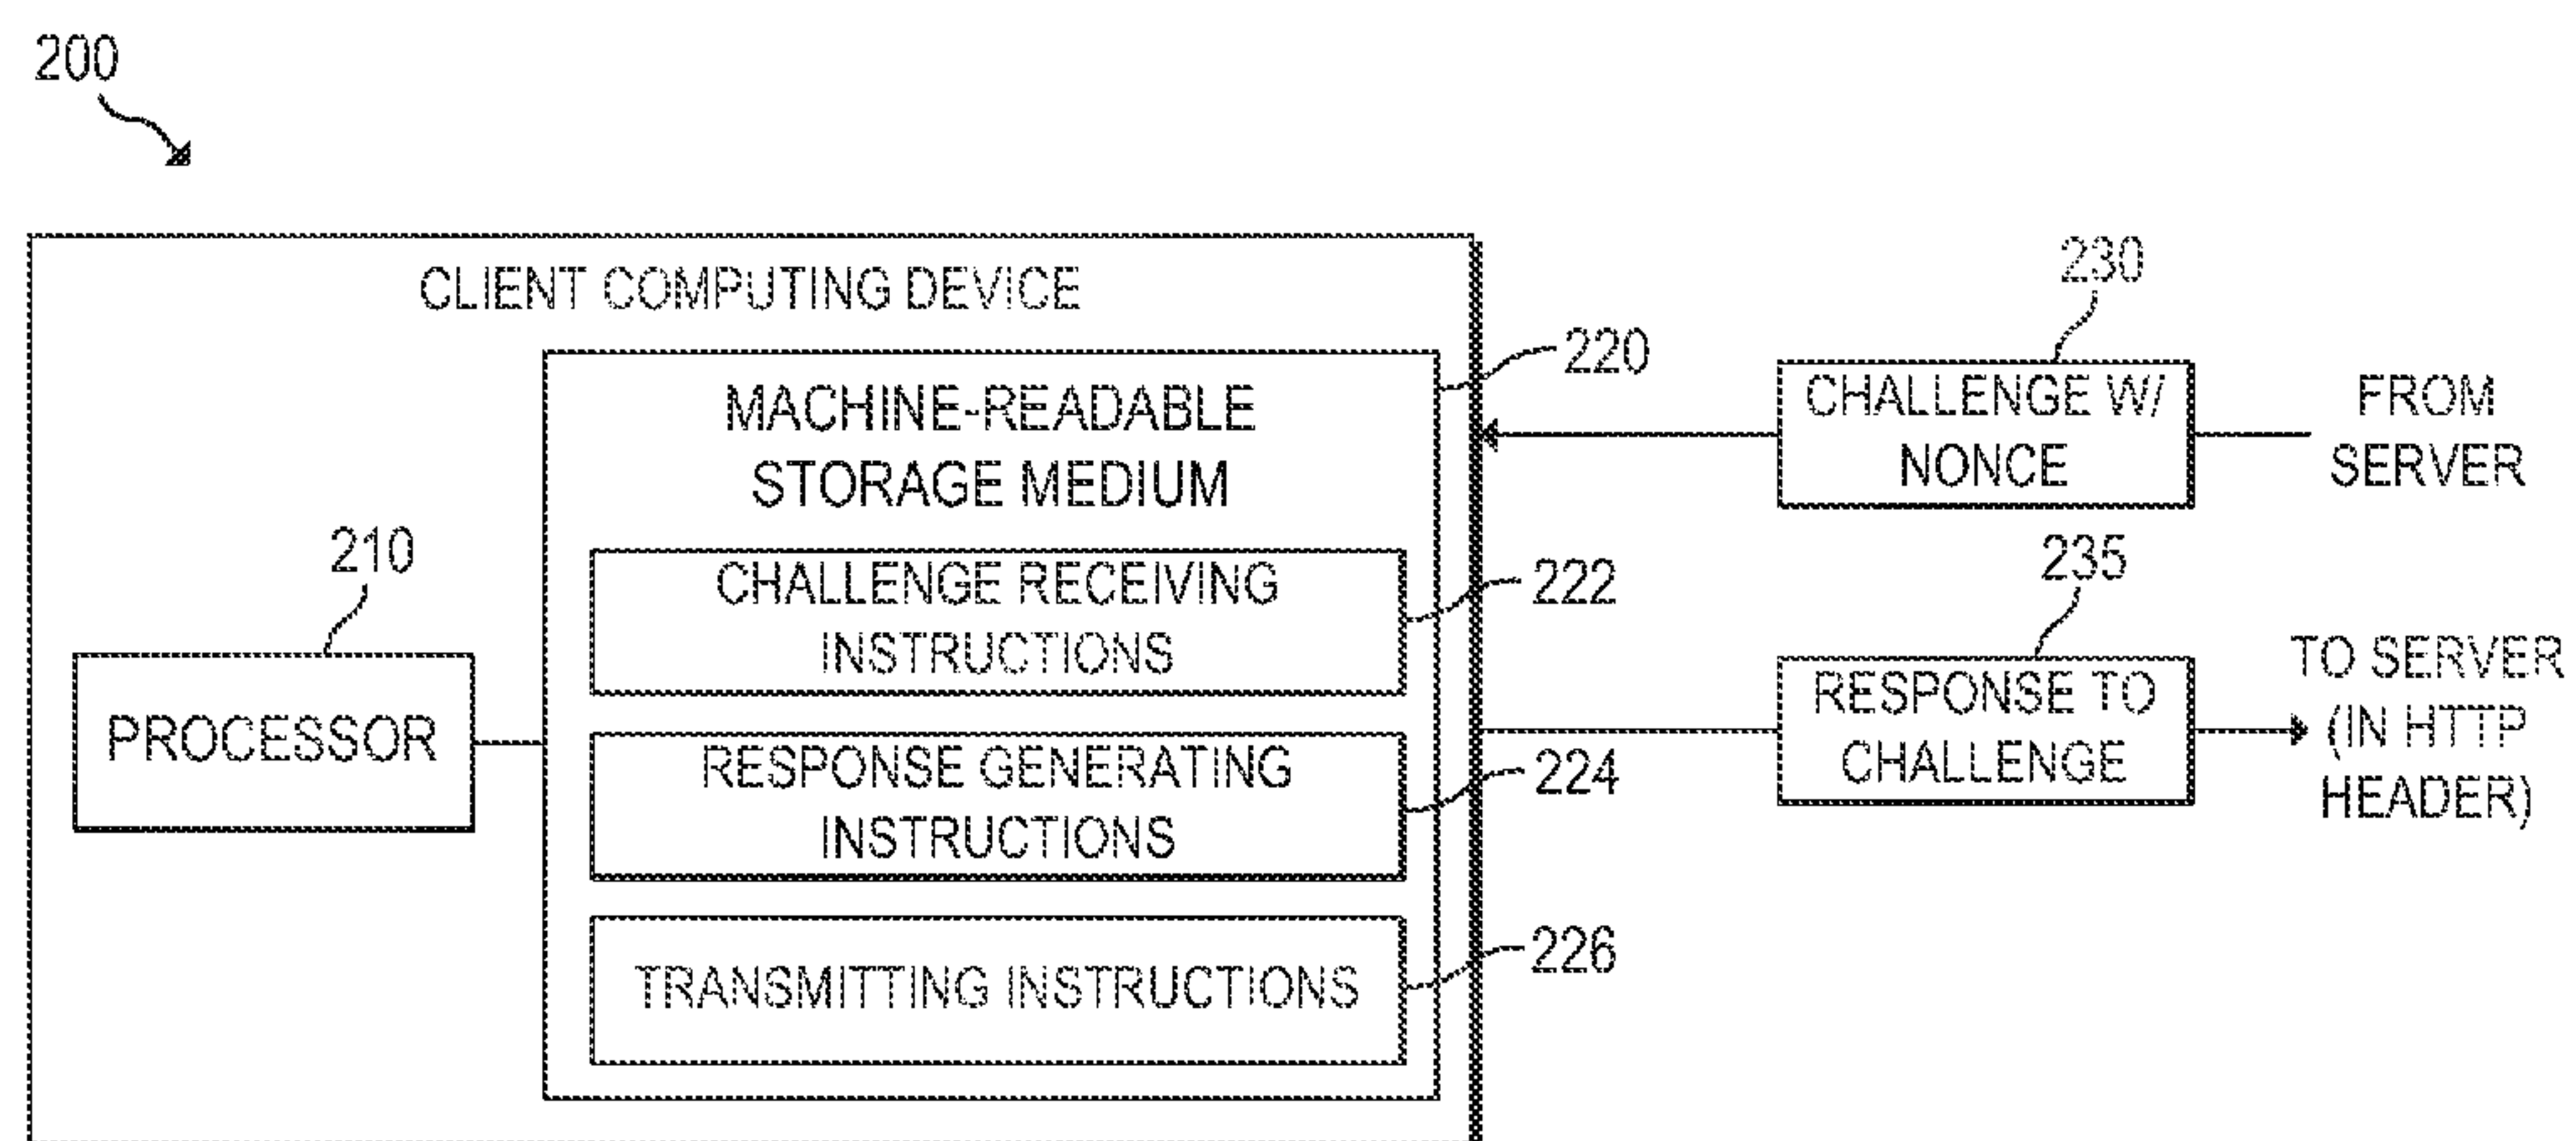 200
CLIENT COMPUTING DEVICE
220
MACHINE-READABLE
STORAGE MEDIUM
210
PROCESSOR
CHALLENGE RECEIVING
INSTRUCTIONS
222
RESPONSE GENERATING
INSTRUCTIONS
224
TRANSMITTING INSTRUCTIONS
226
230
CHALLENGE W/
NONCE
FROM
SERVER
235
RESPONSE TO
CHALLENGE
TO SERVER
(IN HTTP
HEADER)